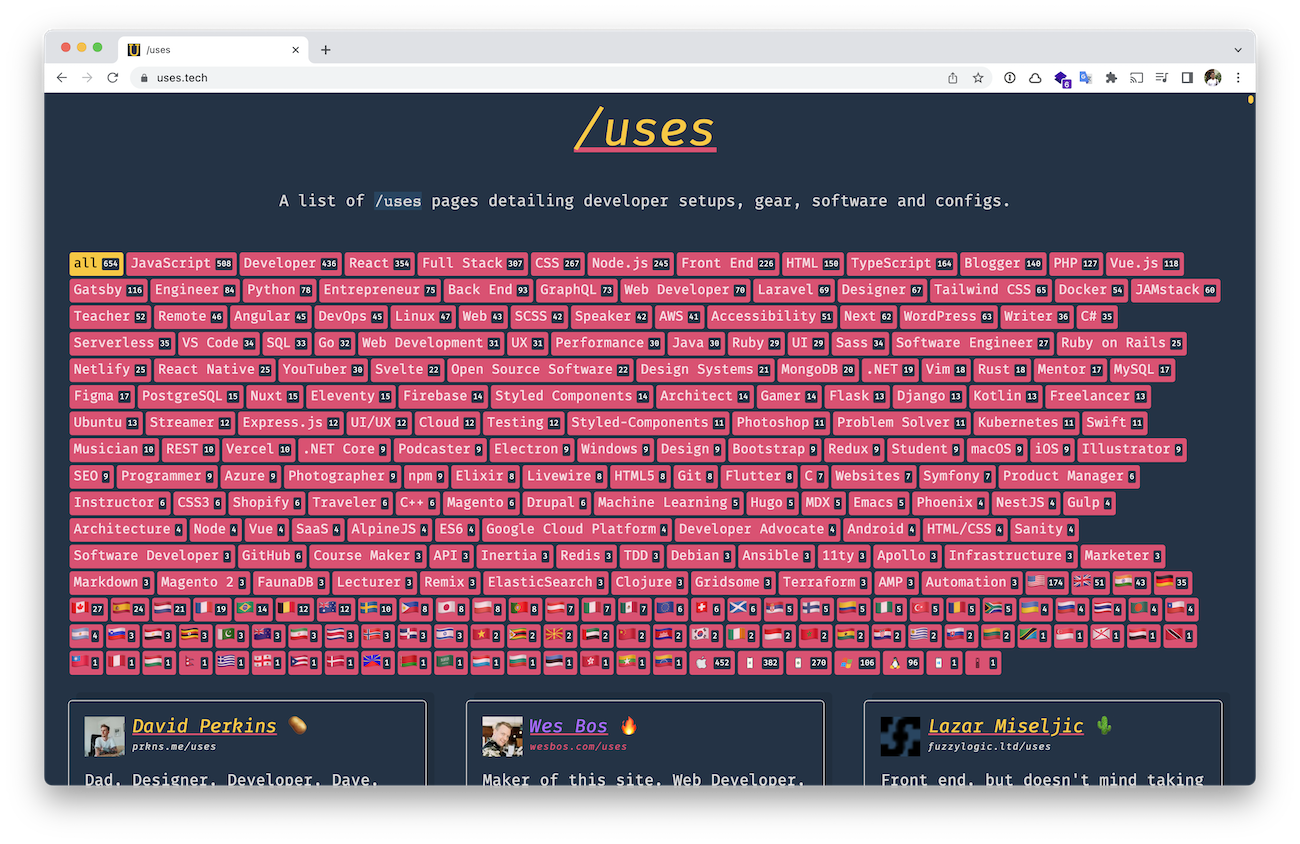 /uses
uses.tech
6
/uses
A list of /uses pages detailing developer setups, gear, software and configs.
all 654 JavaScript 508 Developer 436 React 354 Full Stack 307 CSS 267 Node.js 245 Front End 226 HTML 150 TypeScript 164 Blogger 140 PHP 127 Vue.js 118
Gatsby 116 Engineer 84 Python 78 Entrepreneur 75 Back End 93 GraphQL 73 Web Developer 70 Laravel 69 Designer 67 Tailwind CSS 65 Docker 54 JAMstack 60
Teacher 52 Remote 46 Angular 45 DevOps 45 Linux 47 Web 43 SCSS 42 Speaker 42 AWS 41 Accessibility 51 Next 62 WordPress 63 Writer 36 C# 35
Serverless 35 VS Code 34 SQL 33 Go 32 Web Development 31 UX 31 Performance 30 Java 30 Ruby 29 UI 29 Sass 34 Software Engineer 27 Ruby on Rails 25
Netlify 25 React Native 25 YouTuber 30 Svelte 22 Open Source Software 22 Design Systems 21 MongoDB 20 .NET 19 Vim 18 Rust 18 Mentor 17 MySQL 17
Figma 17 PostgreSQL 15 Nuxt 15 Eleventy 15 Firebase 14 Styled Components 14 Architect 14 Gamer 14 Flask 13 Django 13 Kotlin 13 Freelancer 13
Ubuntu 13 Streamer 12 Express.js 12 UI/UX 12 Cloud 12 Testing 12 Styled-Components 11 Photoshop 11 Problem Solver 11 Kubernetes 11 Swift 11
Musician 10 REST 10 Vercel 10 .NET Core 9 Podcaster 9 Electron 9 Windows 9 Design 9 Bootstrap 9 Redux 9 Student 9 macOS 9 iOS 9 Illustrator 9
SEO 9 Programmer 9 Azure 9 Photographer 9 npm 9 Elixir 8 Livewire 8 HTML5 8 Git 8 Flutter 8 C 7 Websites 7 Symfony 7 Product Manager 6
Instructor 6 CSS3 6 Shopify 6 Traveler 6 C++ 6 Magento 6 Drupal 6 Machine Learning 5 Hugo 5 MDX 5 Emacs 5 Phoenix 4 NestJS 4 Gulp 4
Architecture 4 Node 4 Vue 4 SaaS 4 AlpineJS 4 ES6 4 Google Cloud Platform 4 Developer Advocate 4 Android 4 HTML/CSS 4 Sanity 4
Software Developer 3 GitHub 6 Course Maker 3 API 3 Inertia 3 Redis 3 TDD 3 Debian 3 Ansible 3 11ty 3 Apollo 3 Infrastructure 3 Marketer 3
Markdown 3 Magento 2 3 FaunaDB 3 Lecturer 3 Remix 3 ElasticSearch 3 Clojure 3 Gridsome 3 Terraform 3 AMP 3 Automation 3 174 51 43 35
27 24 21 19 14 12 12 10 8 8 8 8 7 7 7 6 6 6 5 5 5 5 5 5 5 4 4 4 4 4
4 3 3 3 3 3 3 3 3 3 3 2 2 2 2 2 2 2 2 2 2 2 2 2 2 2 1 1 1 1 1
1 1 1 1 1 1 1 1 1 1 1 1 1 1 1 1 1 452 382 270 106 96 1 1
David Perkins
prkns.me/uses
Wes Bos
wesbos.com/uses
Lazar Miseljic
fuzzylogic.ltd/uses
Dad, Designer, Developer, Dave.
Maker of this site. Web Developer,
Front end, but doesn't mind taking